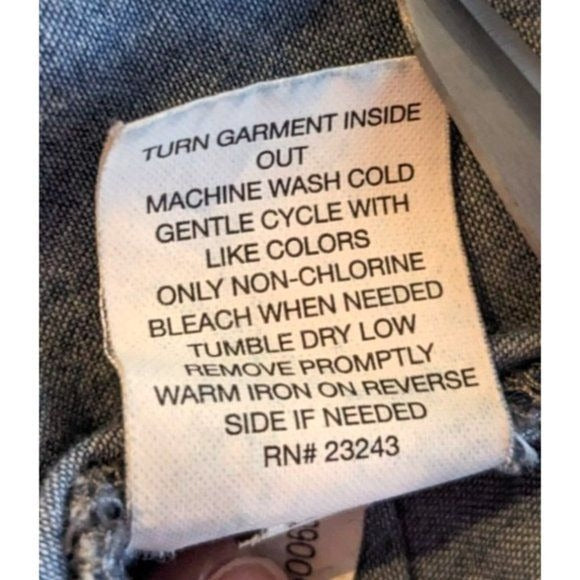 TURN GARMENT INSIDE
OUT
MACHINE WASH COLD
GENTLE CYCLE WITH
LIKE COLORS
ONLY NON-CHLORINE
BLEACH WHEN NEEDED
TUMBLE DRY LOW
REMOVE PROMPTLY
WARM IRON ON REVERSE
SIDE IF NEEDED
RN# 23243